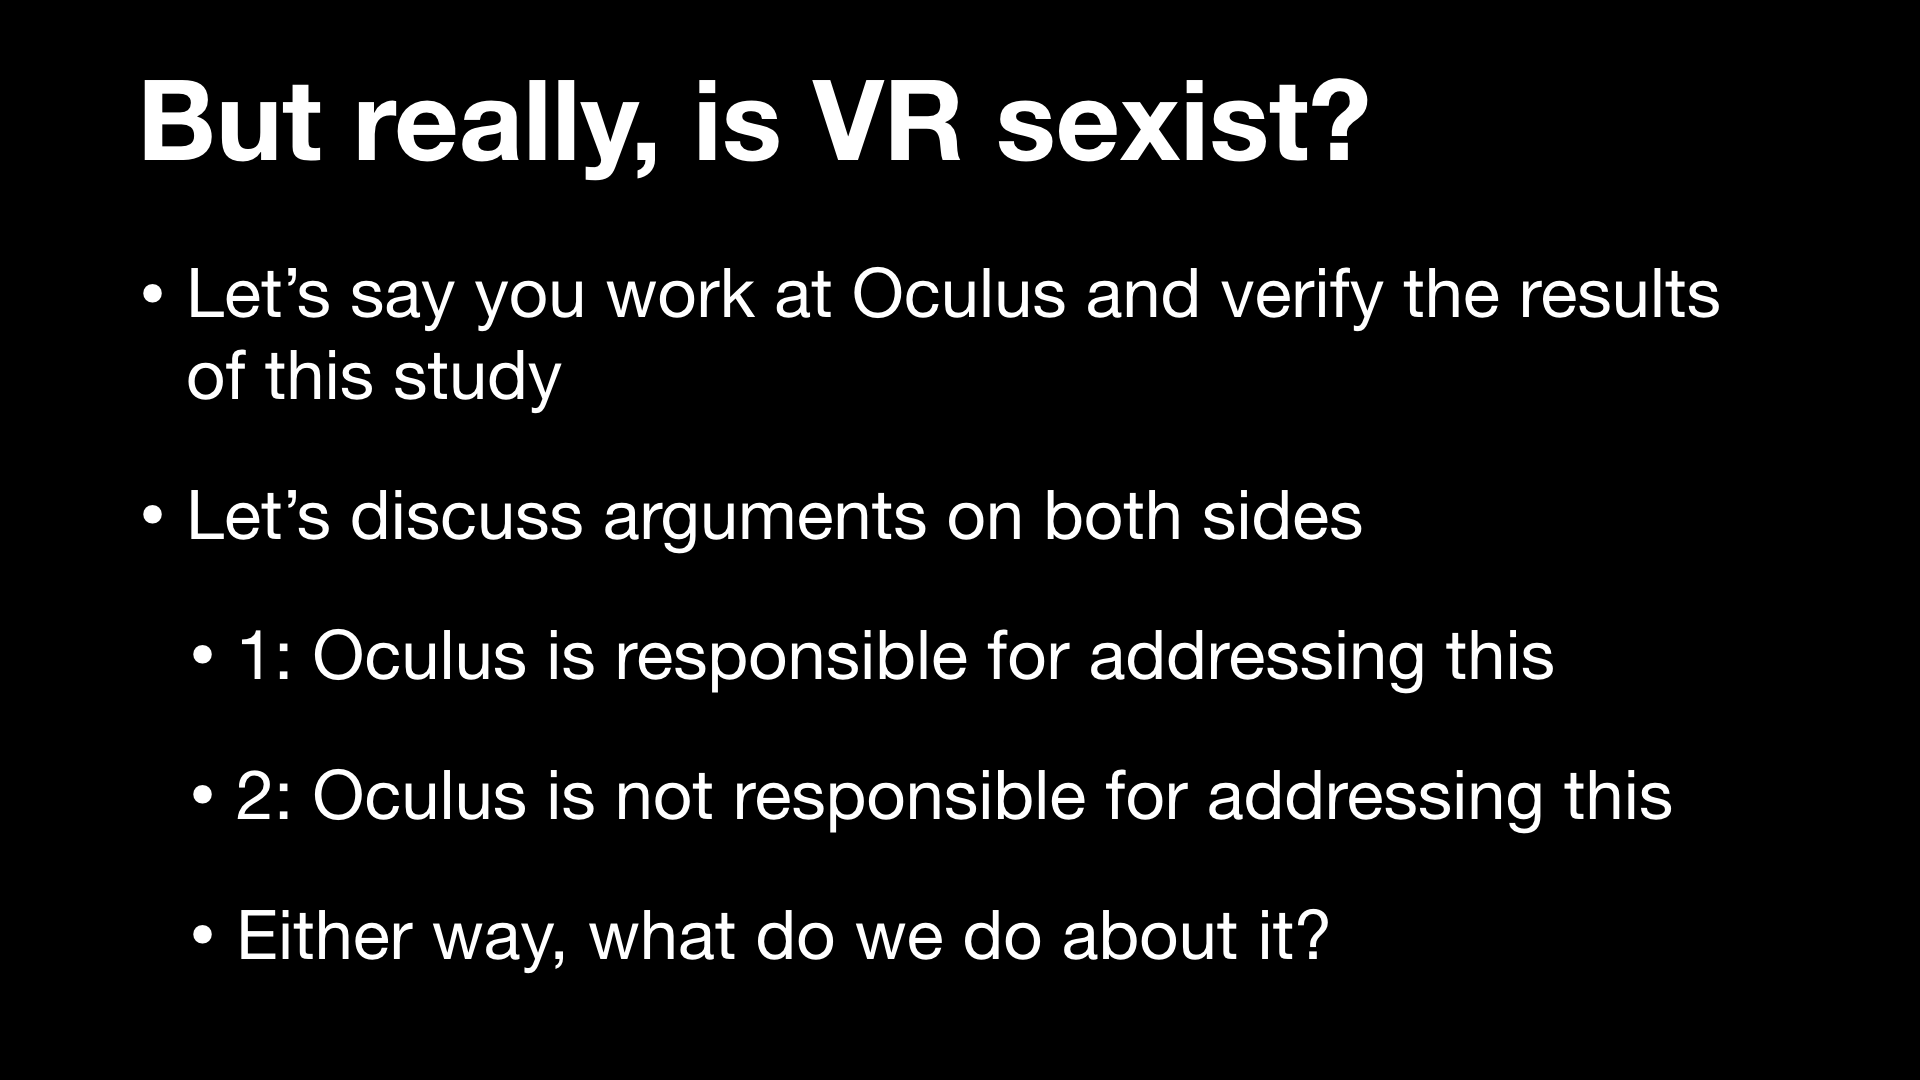 But really, is VR sexist?
• Let’s say you work at Oculus and verify the results
of this study
• Let’s discuss arguments on both sides
• 1: Oculus is responsible for addressing this
• 2: Oculus is not responsible for addressing this
• Either way, what do we do about it?